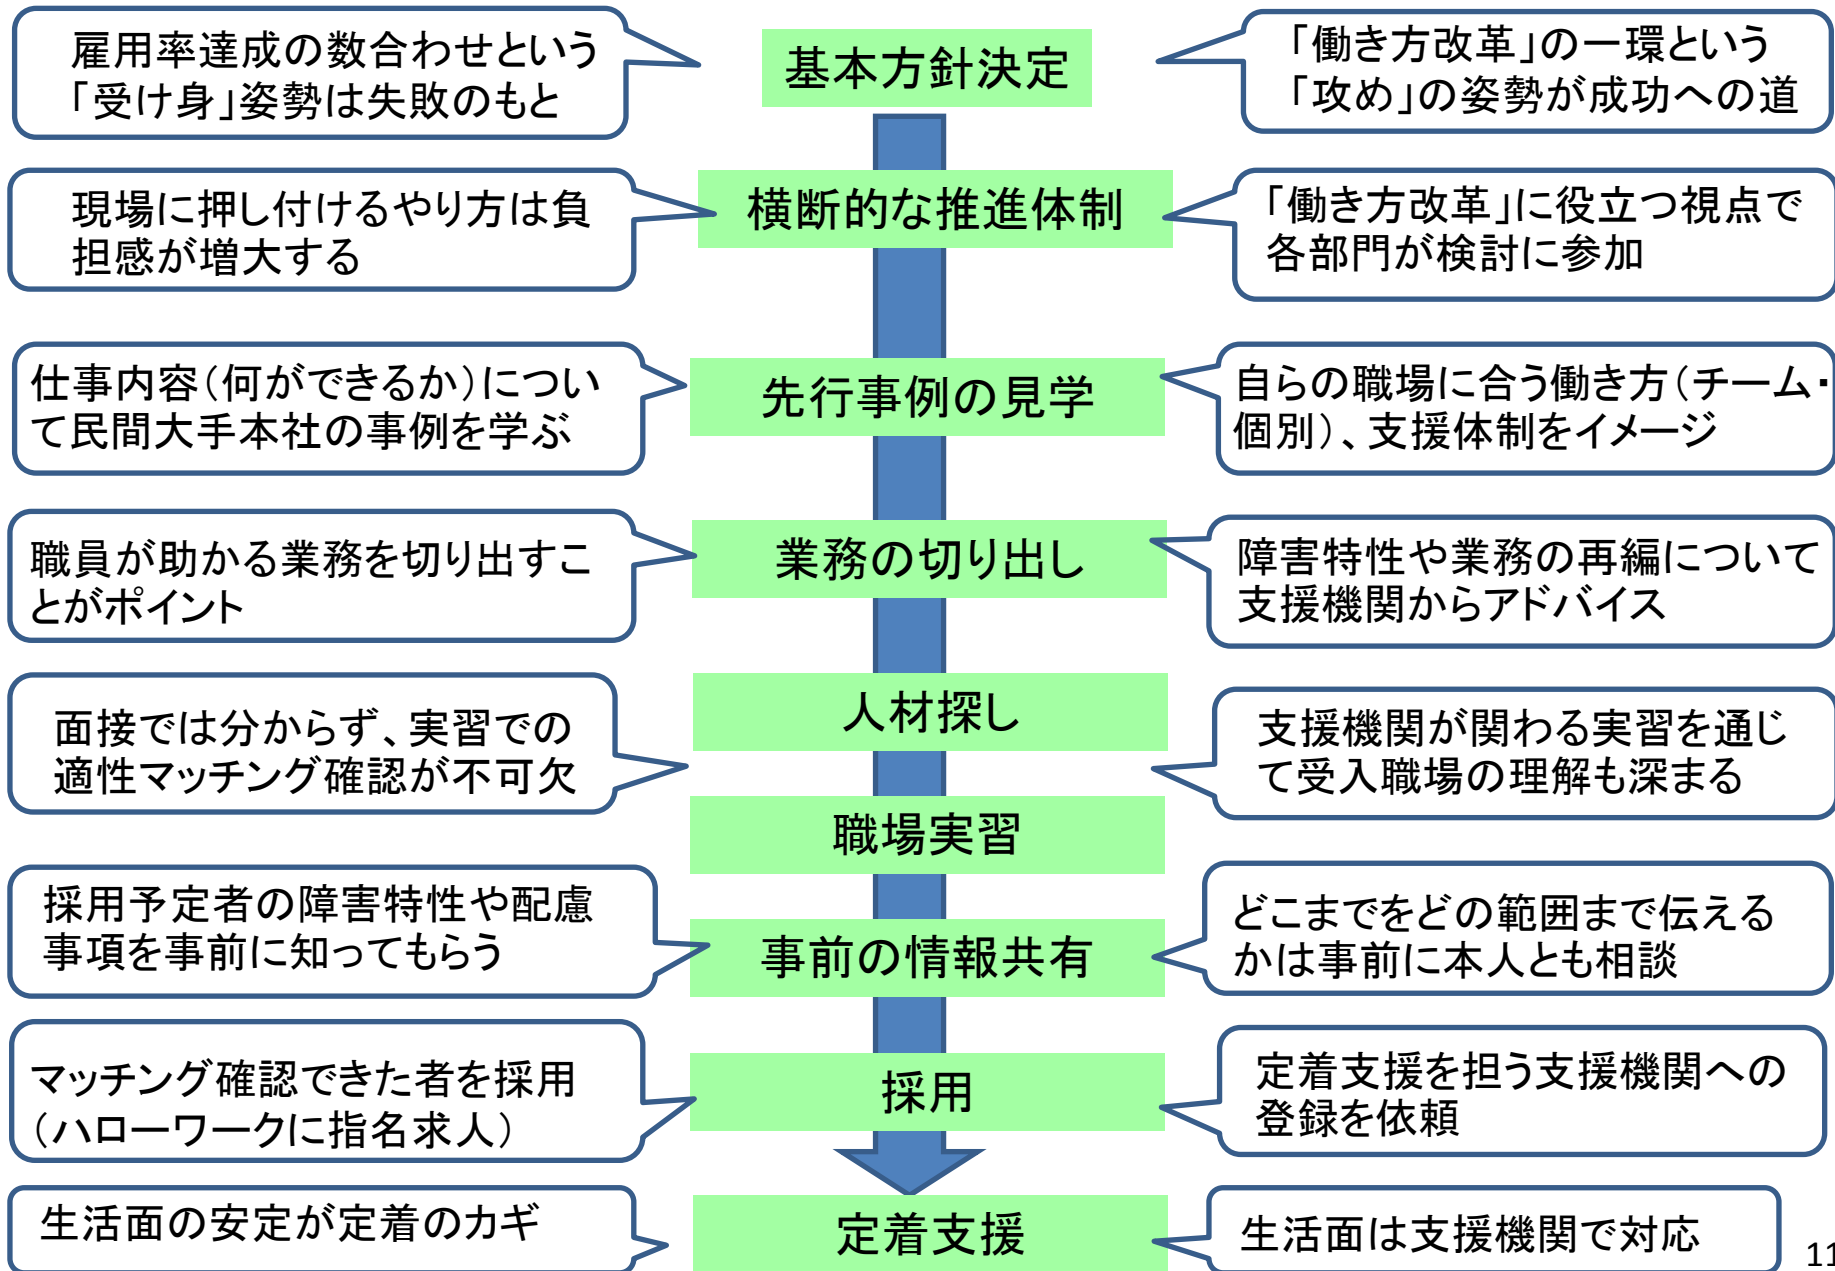 雇用率達成の数合わせという
「受け身」姿勢は失敗のもと
基本方針決定
「働き方改革」の一環という
「攻め」の姿勢が成功への道
現場に押し付けるやり方は負
担感が増大する
横断的な推進体制
「働き方改革」に役立つ視点で
各部門が検討に参加
仕事内容(何ができるか)につい
て民間大手本社の事例を学ぶ
先行事例の見学
自らの職場に合う働き方(チーム・
個別)、支援体制をイメージ
職員が助かる業務を切り出すこ
とがポイント
業務の切り出し
障害特性や業務の再編について
支援機関からアドバイス
人材探し
面接では分からず、実習での
適性マッチング確認が不可欠
支援機関が関わる実習を通じ
て受入職場の理解も深まる
職場実習
採用予定者の障害特性や配慮
事項を事前に知ってもらう
事前の情報共有
どこまでをどの範囲まで伝える
かは事前に本人とも相談
マッチング確認できた者を採用
(ハローワークに指名求人)
採用
定着支援を担う支援機関への
登録を依頼
生活面の安定が定着のカギ
定着支援
生活面は支援機関で対応
11